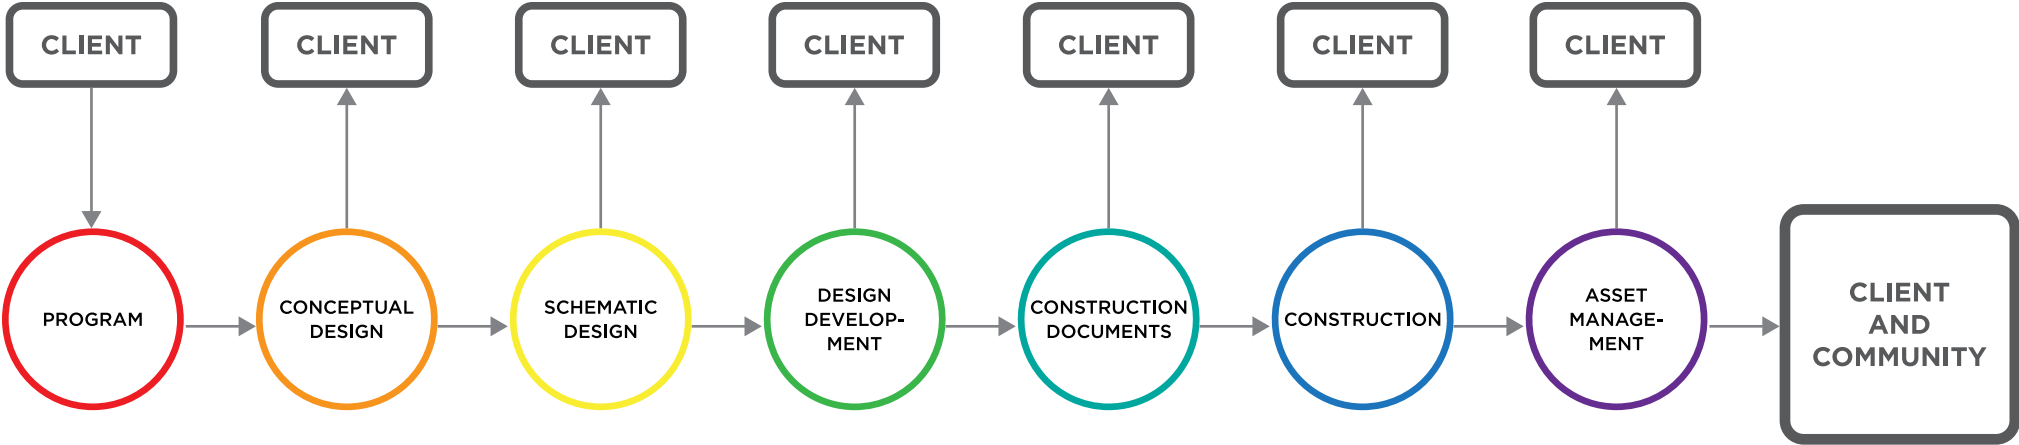 CLIENT
CLIENT
CLIENT
CLIENT
CLIENT
CLIENT
CLIENT
PROGRAM
CONCEPTUAL
DESIGN
SCHEMATIC
DESIGN
DESIGN
DEVELOP-
MENT
CONSTRUCTION
DOCUMENTS
CONSTRUCTION
ASSET
MANAGE-
MENT
CLIENT
AND
COMMUNITY